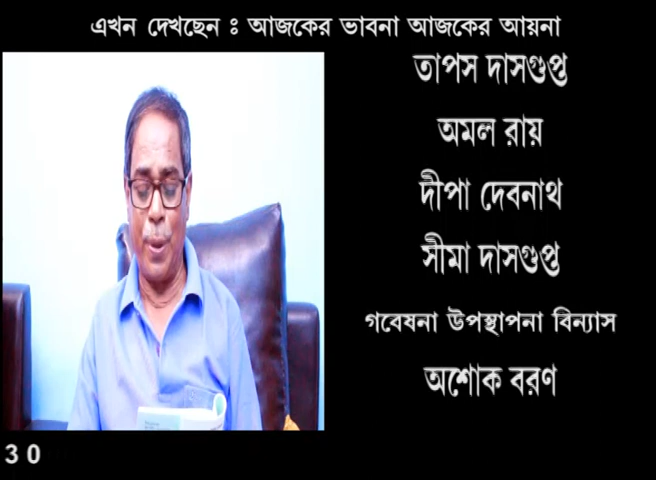 এখন দেখছেন ঃ আজকের ভাবনা আজকের আয়না
তাপস দাসগুপ্ত
অমল রায়
দীপা দেবনাথ
সীমা দাসগুপ্ত
গবেষনা উপস্থাপনা বিন্যাস
অশোক বরণ
30